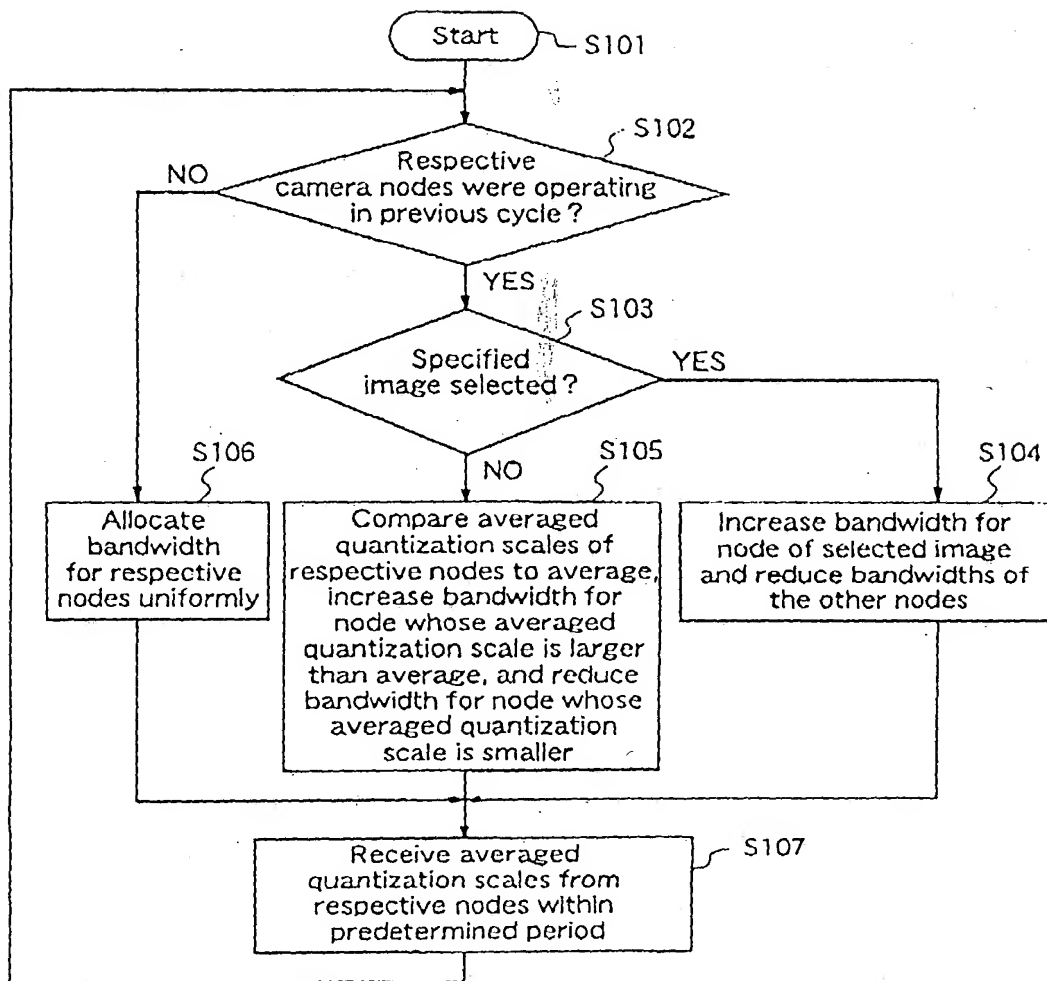 Start
S101
S102
Respective
camera nodes were operating
in previous cycle?
NO
YES
S103
Specified
image selected?
YES
NO
S106
S105
S104
Allocate
bandwidth
for respective
nodes uniformly
Compare averaged
quantization scales of
respective nodes to average,
increase bandwidth for
node whose averaged
quantization scale is larger
than average, and reduce
bandwidth for node whose
averaged quantization
scale is smaller
Increase bandwidth for
node of selected image
and reduce bandwidths of
the other nodes
Receive averaged
quantization scales from
respective nodes within
predetermined period
S107